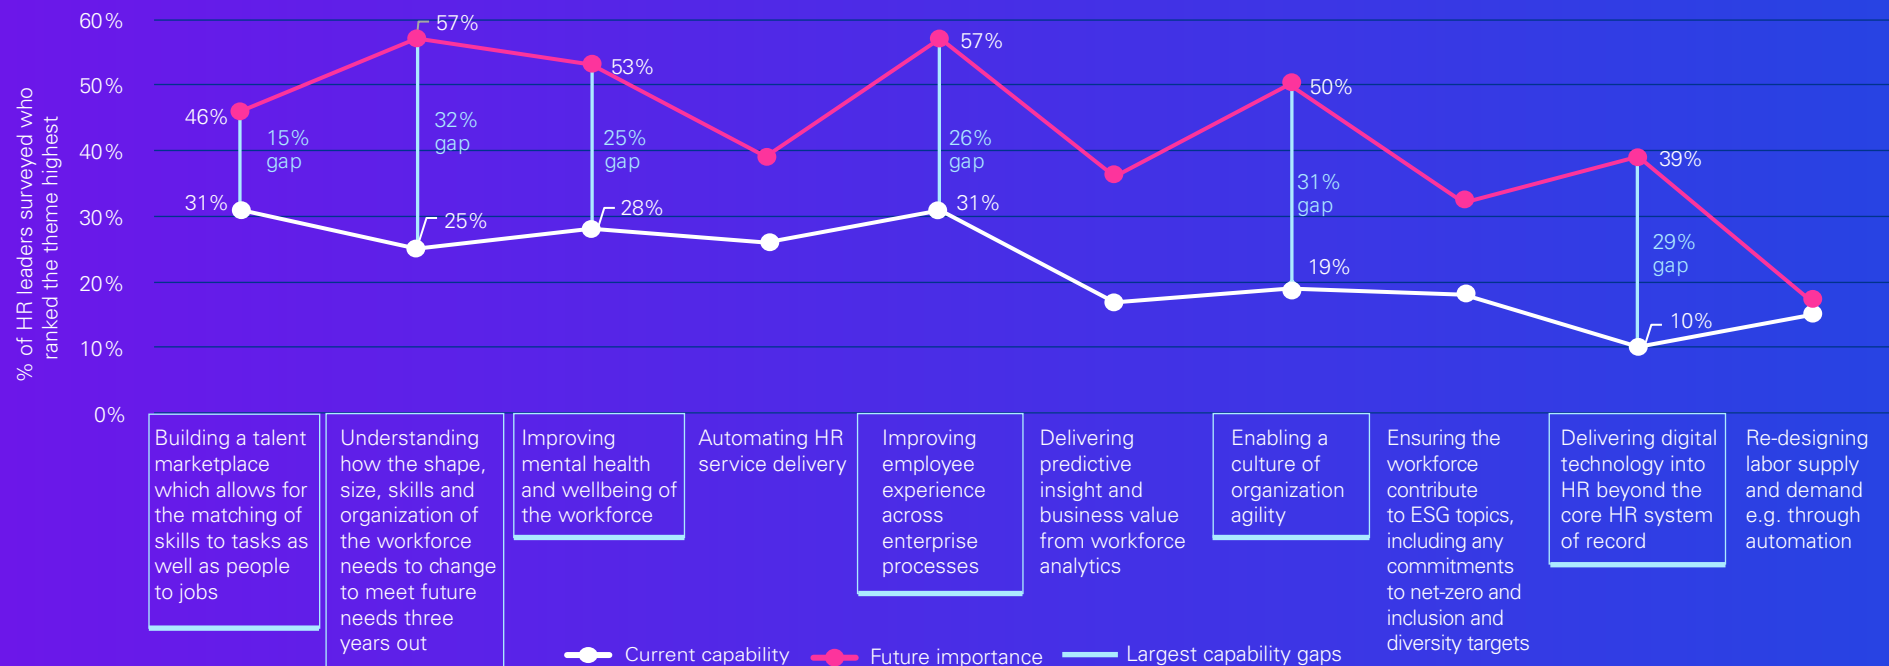 60%
50%
40%
30%
20%
10%
0%
% of HR leaders surveyed who
ranked the theme highest
46%
15%
gap
31%
57%
32%
gap
25%
53%
25%
gap
28%
57%
26%
gap
31%
50%
31%
gap
19%
39%
29%
gap
10%
Building a talent
marketplace
which allows for
the matching of
skills to tasks as
well as people
to jobs
Understanding
how the shape,
size, skills and
organization of
the workforce
needs to change
to meet future
needs three
years out
Improving
mental health
and wellbeing of
the workforce
Automating HR
service delivery
Improving
employee
experience
across
enterprise
processes
Delivering
predictive
insight and
business value
from workforce
analytics
Enabling a
culture of
organization
agility
Ensuring the
workforce
contribute
to ESG topics,
including any
commitments
to net-zero and
inclusion and
diversity targets
Delivering digital
technology into
HR beyond the
core HR system
of record
Re-designing
labor supply
and demand
e.g. through
automation
Current capability
Future importance
Largest capability gaps